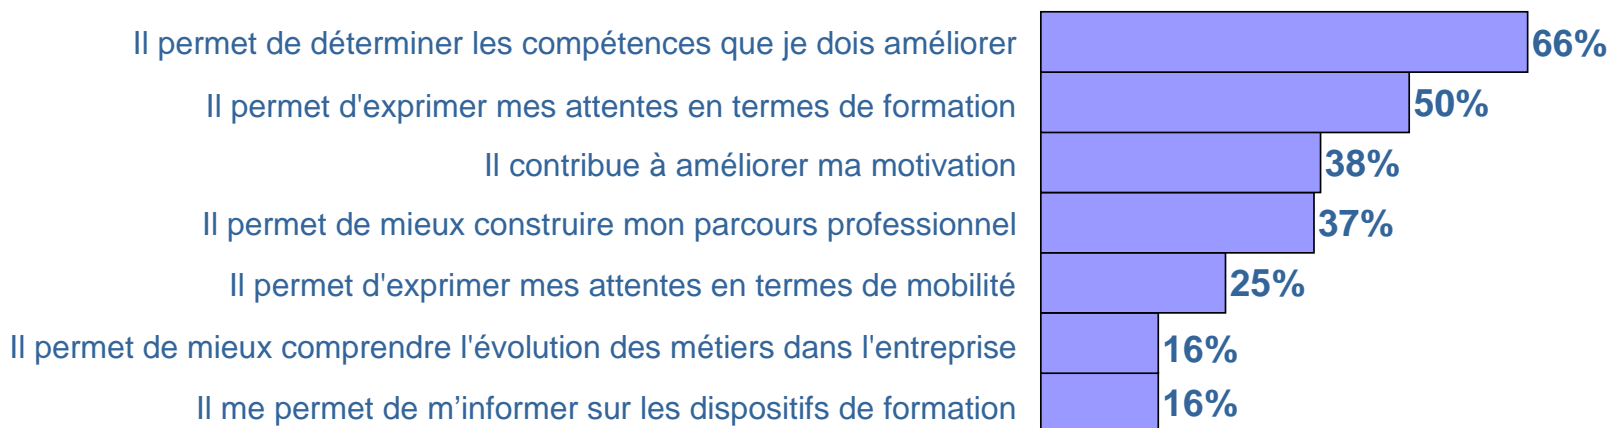 Il permet de déterminer les compétences que je dois améliorer 66%
Il permet d'exprimer mes attentes en termes de formation 50%
Il contribue à améliorer ma motivation 38%
Il permet de mieux construire mon parcours professionnel 37%
Il permet d'exprimer mes attentes en termes de mobilité 25%
Il permet de mieux comprendre l'évolution des métiers dans l'entreprise 16%
Il me permet de m’informer sur les dispositifs de formation 16%